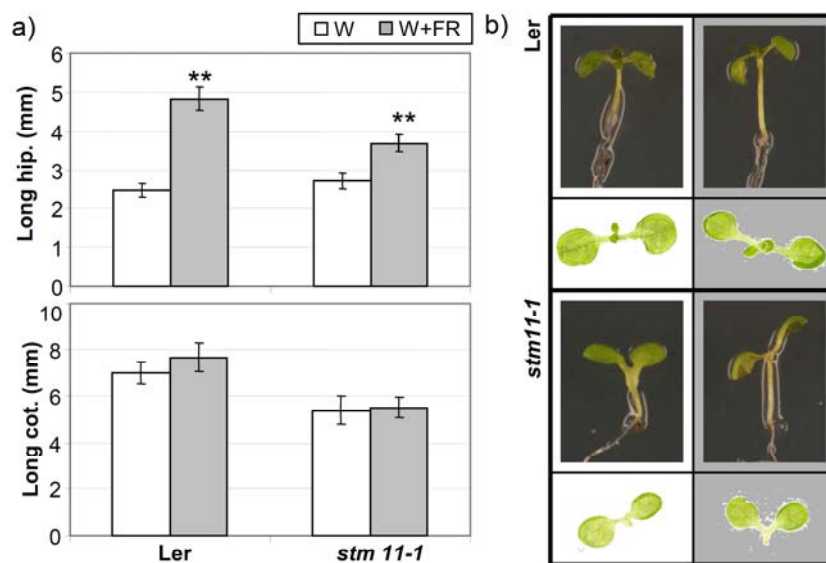 a)
W W+FR
Long hip. (mm)
6
5
4
3
2
1
0
**
**
Long cot. (mm)
10
8
6
4
2
0
Ler stm 11-1
b)
Ler
stm11-1